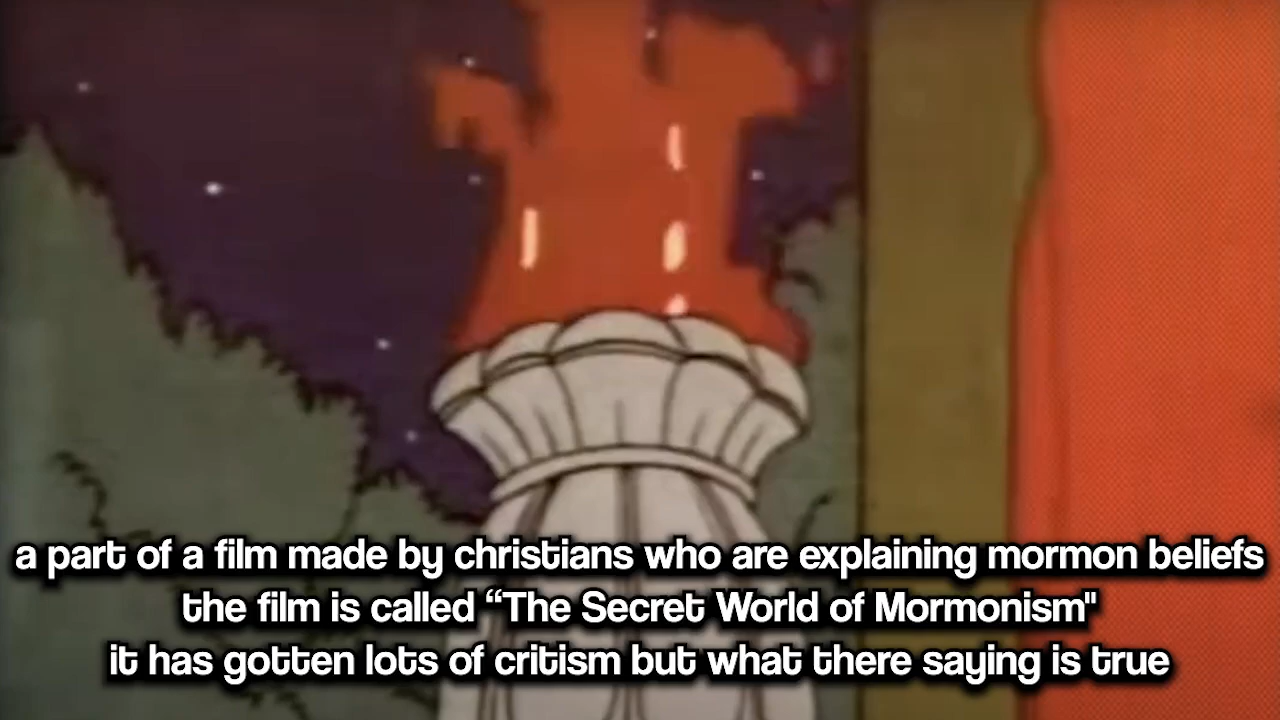 a part of a film made by christians who are explaining mormon beliefs
the film is called “The Secret World of Mormonism"
it has gotten lots of critism but what there saying is true